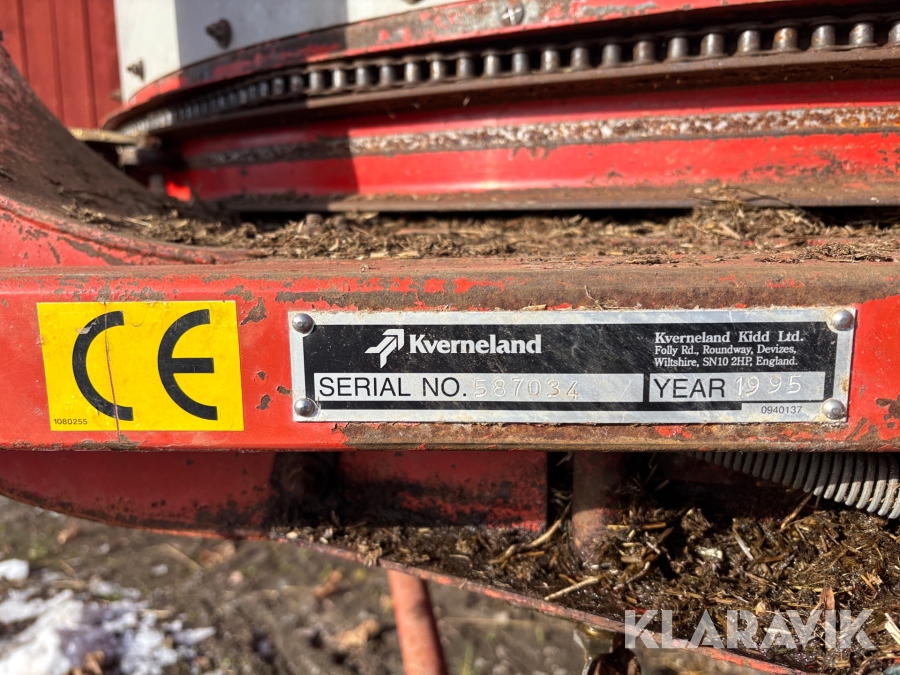 CE
1080255
Kverneland
Kverneland Kidd Ltd.
Folly Rd., Roundway, Devizes,
Wiltshire, SN10 2HP, England.
SERIAL NO. 587034
YEAR 1995
0940137
KLARAVIK